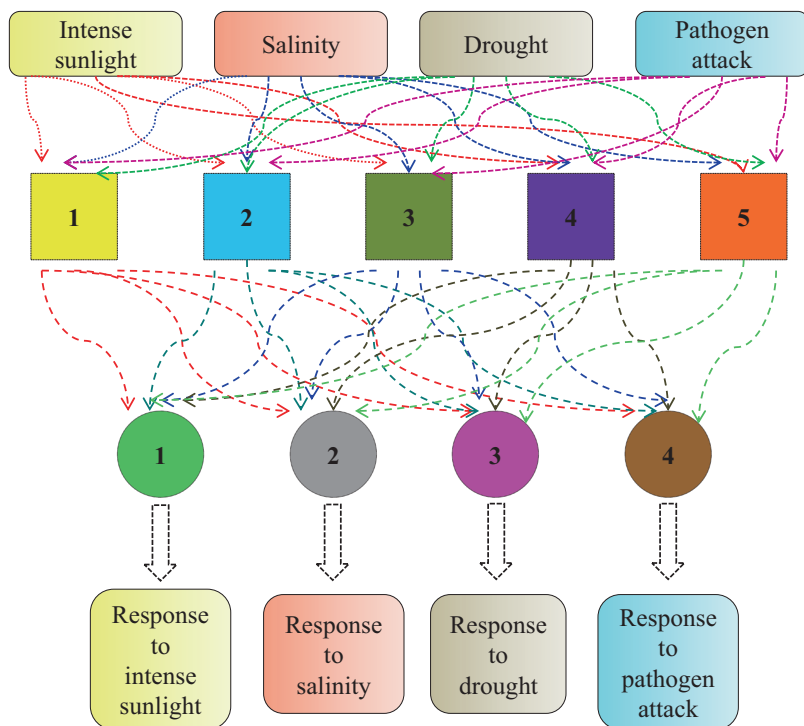 Intense
sunlight
Salinity
Drought
Pathogen
attack
1
2
3
4
5
1
2
3
4
Response
to
intense
sunlight
Response
to
salinity
Response
to
drought
Response
to
pathogen
attack